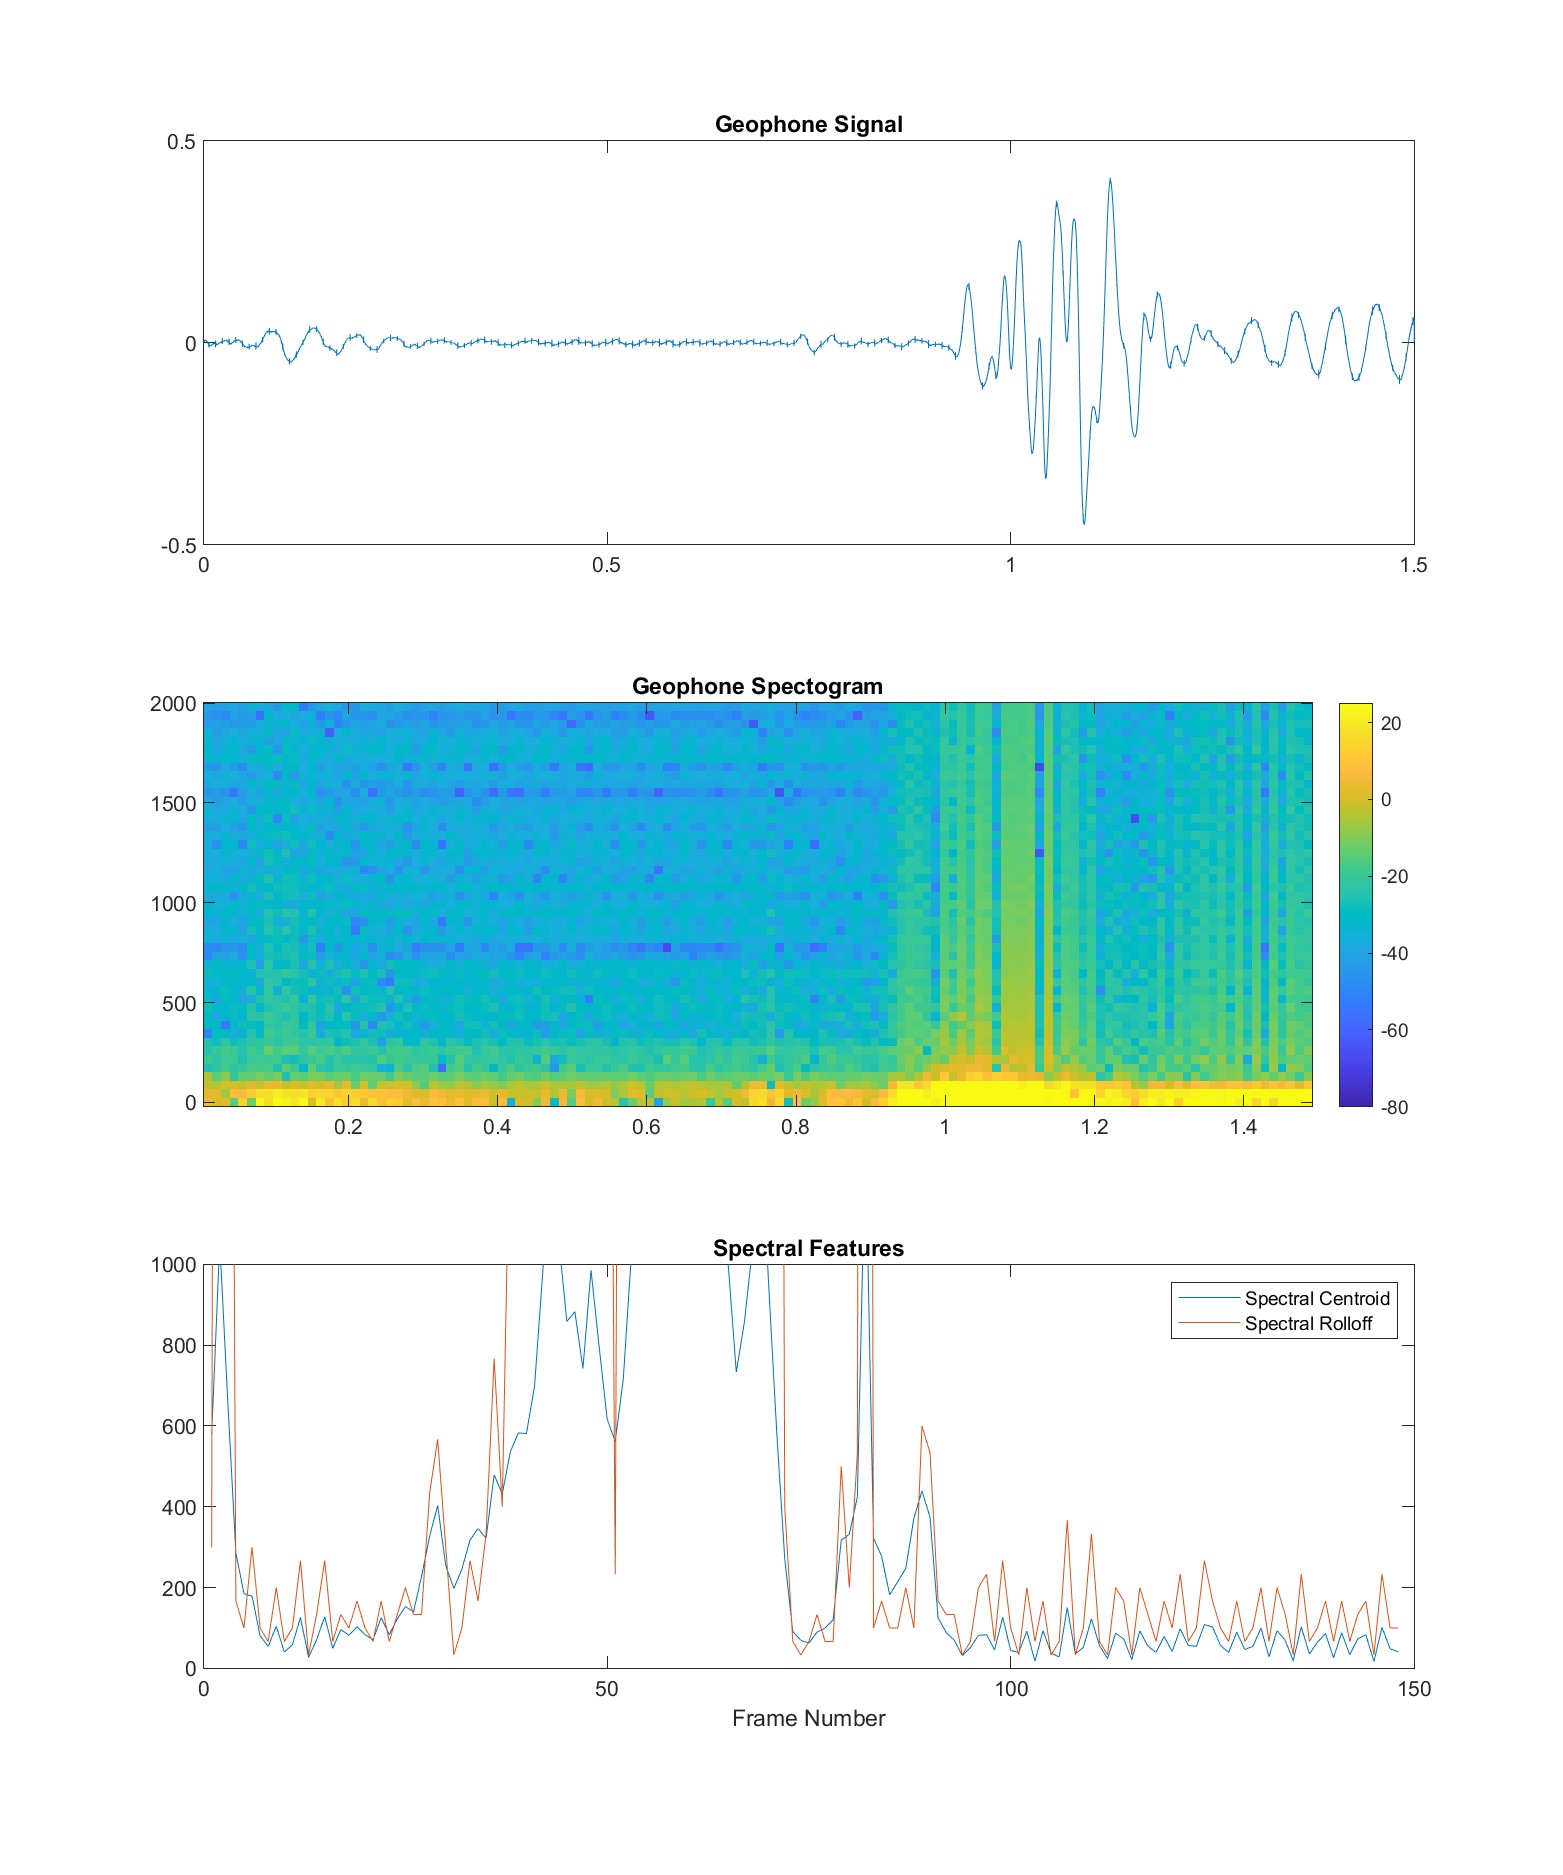 Geophone Signal
0.5
0
-0.5
0 0.5 1 1.5
Geophone Spectogram
2000
1500
1000
500
0
0.2 0.4 0.6 0.8 1 1.2 1.4
20
0
-20
-40
-60
-80
Spectral Features
1000
800
600
400
200
0
Spectral Centroid
Spectral Rolloff
0 50 100 150
Frame Number